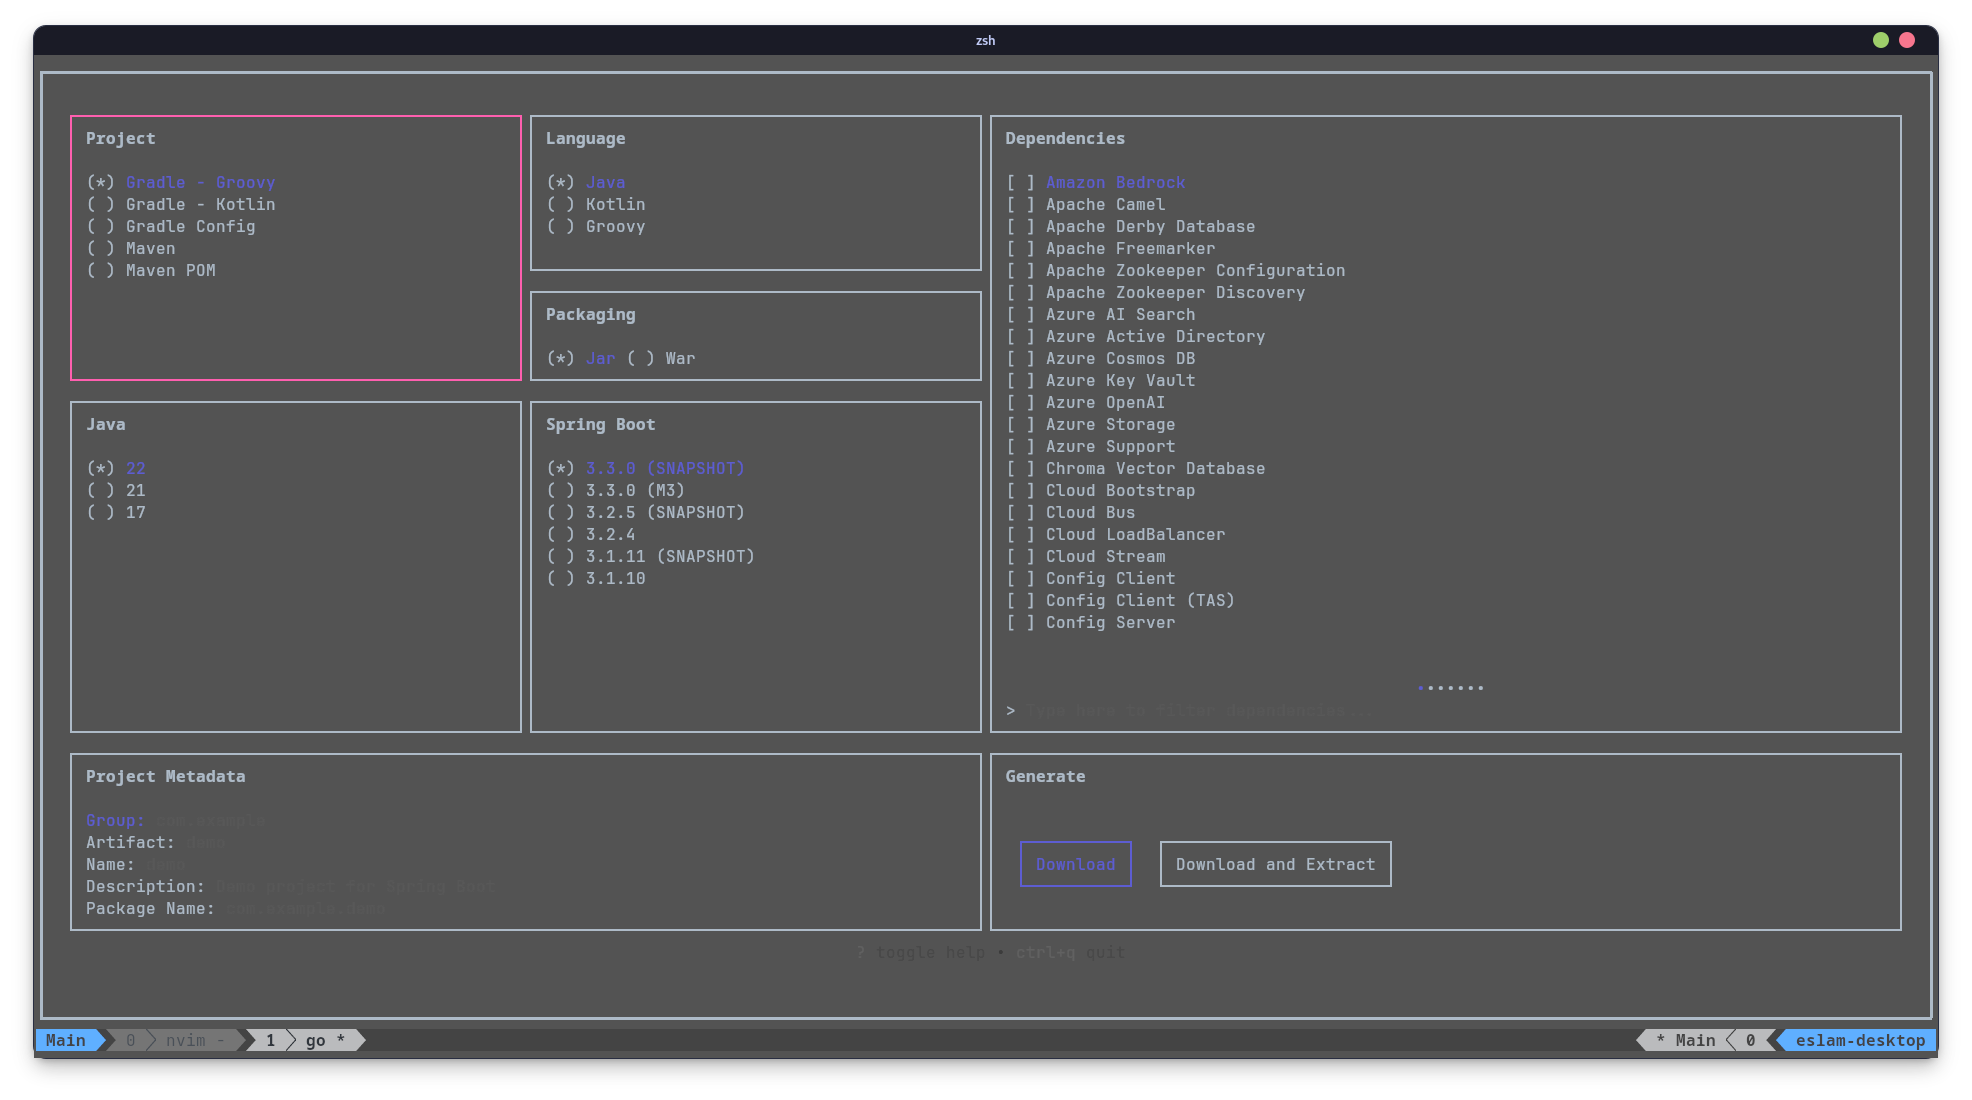 zsh
Project
(*) Gradle - Groovy
( ) Gradle - Kotlin
( ) Gradle Config
( ) Maven
( ) Maven POM
Language
(*) Java
( ) Kotlin
( ) Groovy
Packaging
(*) Jar ( ) War
Java
(*) 22
( ) 21
( ) 17
Spring Boot
(*) 3.3.0 (SNAPSHOT)
( ) 3.3.0 (M3)
( ) 3.2.5 (SNAPSHOT)
( ) 3.2.4
( ) 3.1.11 (SNAPSHOT)
( ) 3.1.10
Dependencies
[ ] Amazon Bedrock
[ ] Apache Camel
[ ] Apache Derby Database
[ ] Apache Freemarker
[ ] Apache Zookeeper Configuration
[ ] Apache Zookeeper Discovery
[ ] Azure AI Search
[ ] Azure Active Directory
[ ] Azure Cosmos DB
[ ] Azure Key Vault
[ ] Azure OpenAI
[ ] Azure Storage
[ ] Azure Support
[ ] Chroma Vector Database
[ ] Cloud Bootstrap
[ ] Cloud Bus
[ ] Cloud LoadBalancer
[ ] Cloud Stream
[ ] Config Client
[ ] Config Client (TAS)
[ ] Config Server
•••••••
> Type here to filter dependencies...
Project Metadata
Group: com.example
Artifact: demo
Name: demo
Description: Demo project for Spring Boot
Package Name: com.example.demo
Generate
Download
Download and Extract
? toggle help • ctrl+q quit
Main 0 nvim - 1 go * * Main 0 eslam-desktop